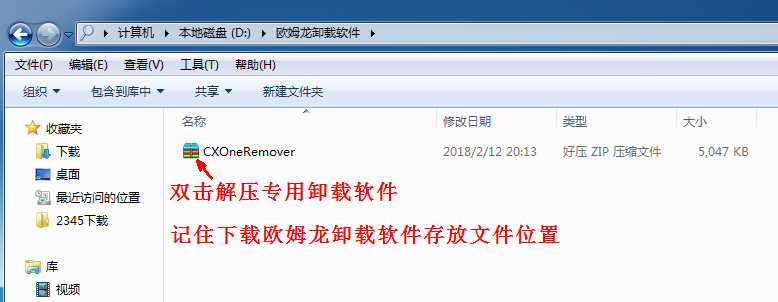 计算机 本地磁盘 (D:) 欧姆龙卸载软件
文件(F) 编辑(E) 查看(V) 工具(T) 帮助(H)
组织 包含到库中 共享 新建文件夹
收藏夹
下载
桌面
最近访问的位置
2345下载
库
视频
名称 修改日期 类型 大小
CXOneRemover 2018/2/12 20:13 好压 ZIP 压缩文件 5,047 KB
双击解压专用卸载软件
记住下载欧姆龙卸载软件存放文件位置